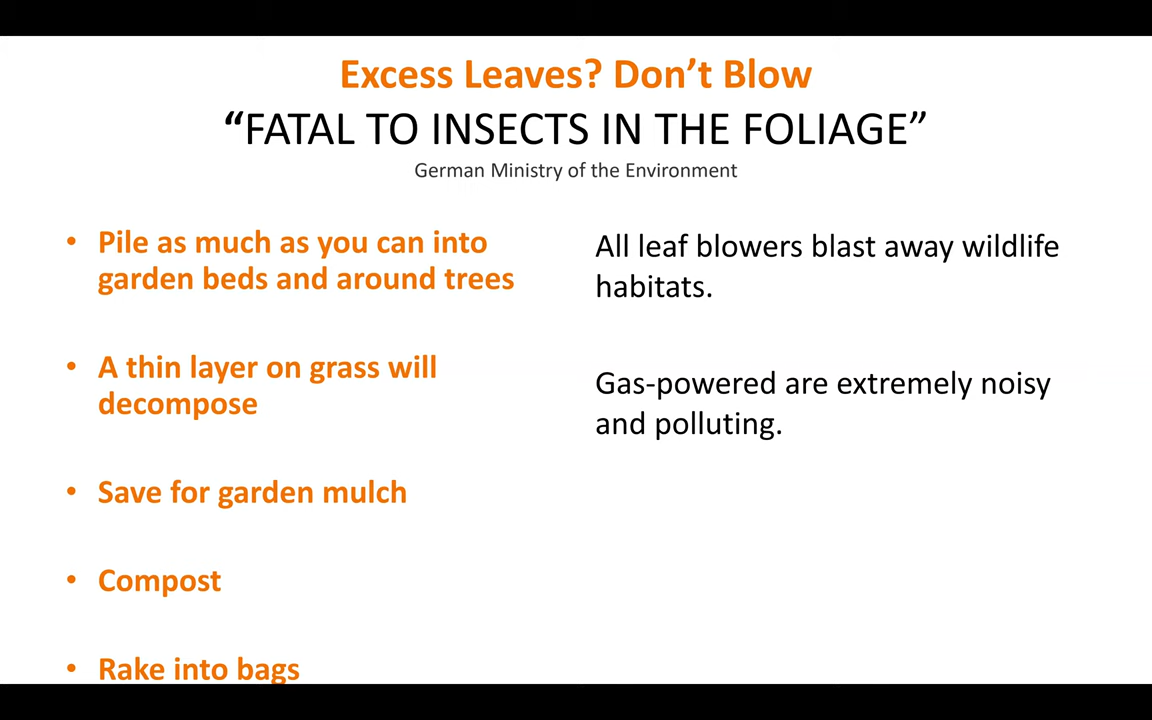 Excess Leaves? Don’t Blow
“FATAL TO INSECTS IN THE FOLIAGE”
German Ministry of the Environment
• Pile as much as you can into
garden beds and around trees
• A thin layer on grass will
decompose
• Save for garden mulch
• Compost
• Rake into bags
All leaf blowers blast away wildlife
habitats.
Gas-powered are extremely noisy
and polluting.